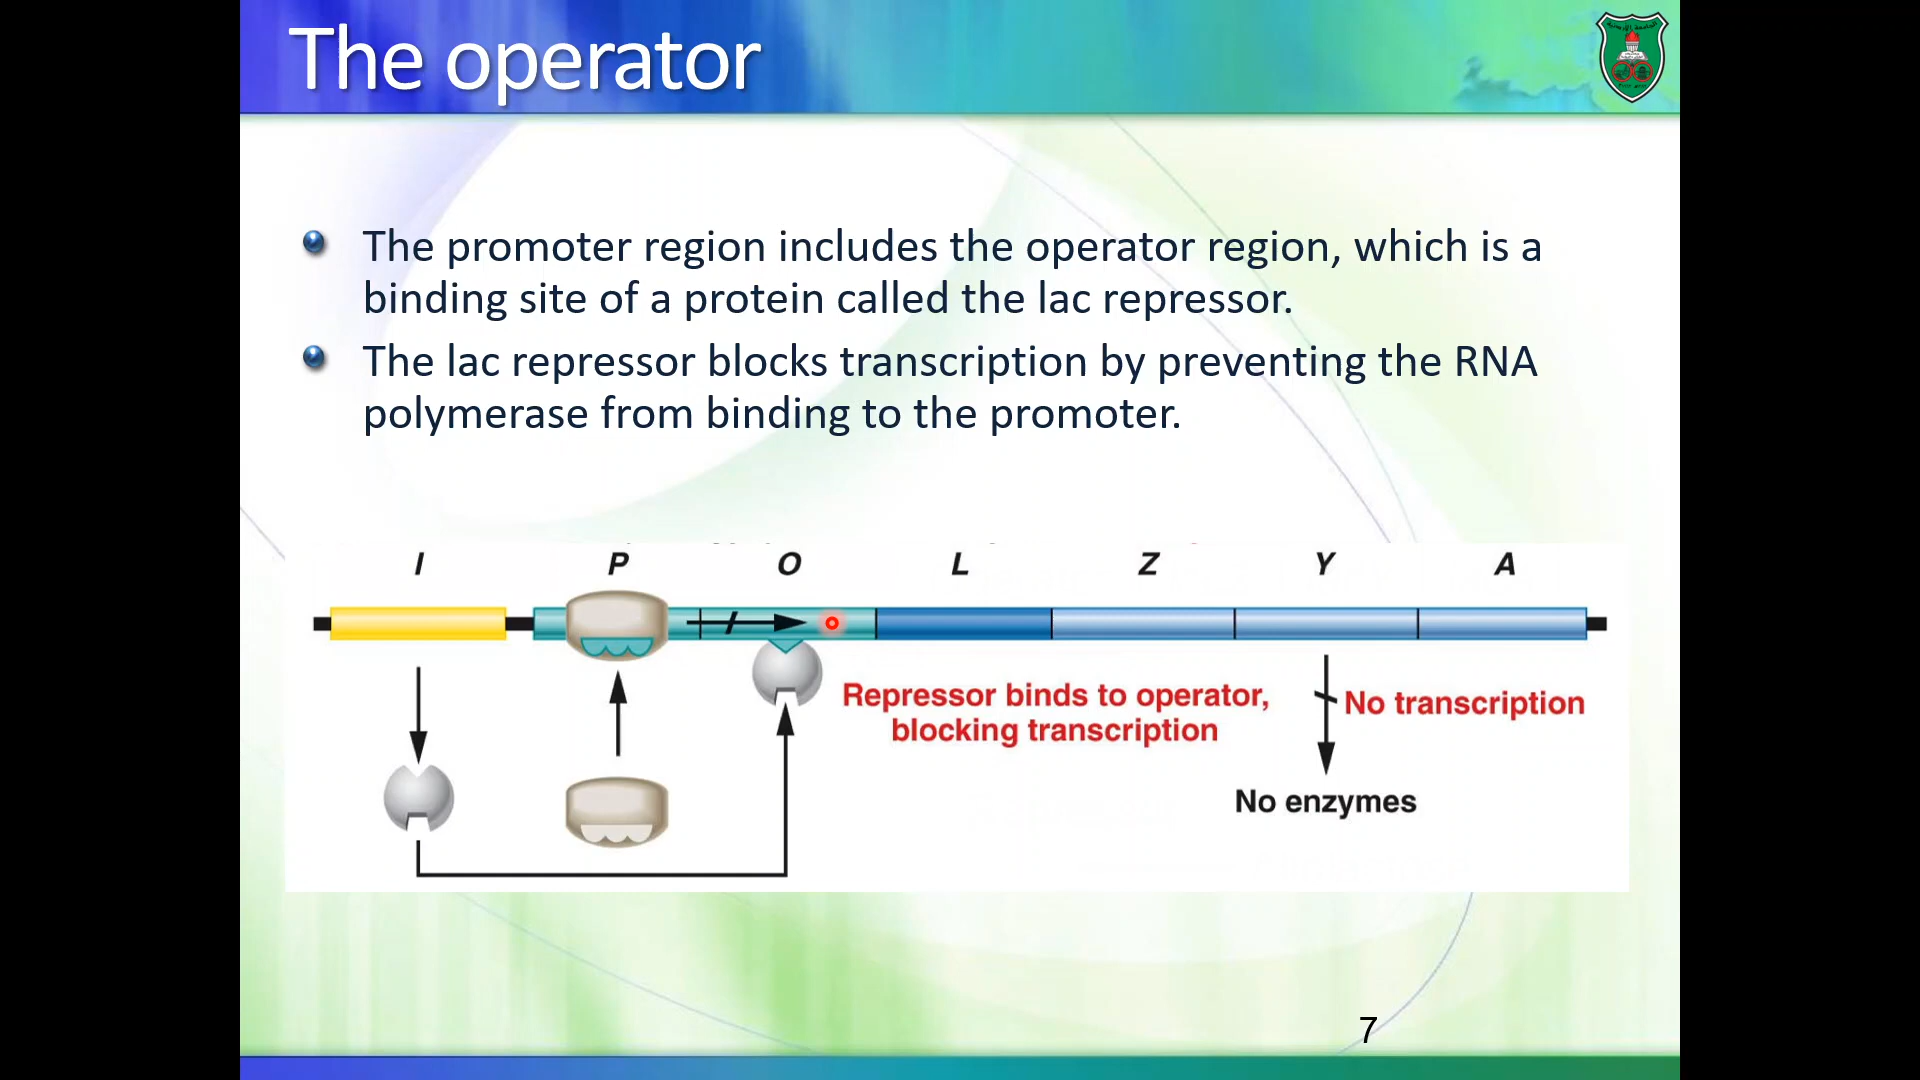 The operator
The promoter region includes the operator region, which is a
binding site of a protein called the lac repressor.
The lac repressor blocks transcription by preventing the RNA
polymerase from binding to the promoter.
I P O L Z Y A
Repressor binds to operator,
blocking transcription
No transcription
No enzymes
7